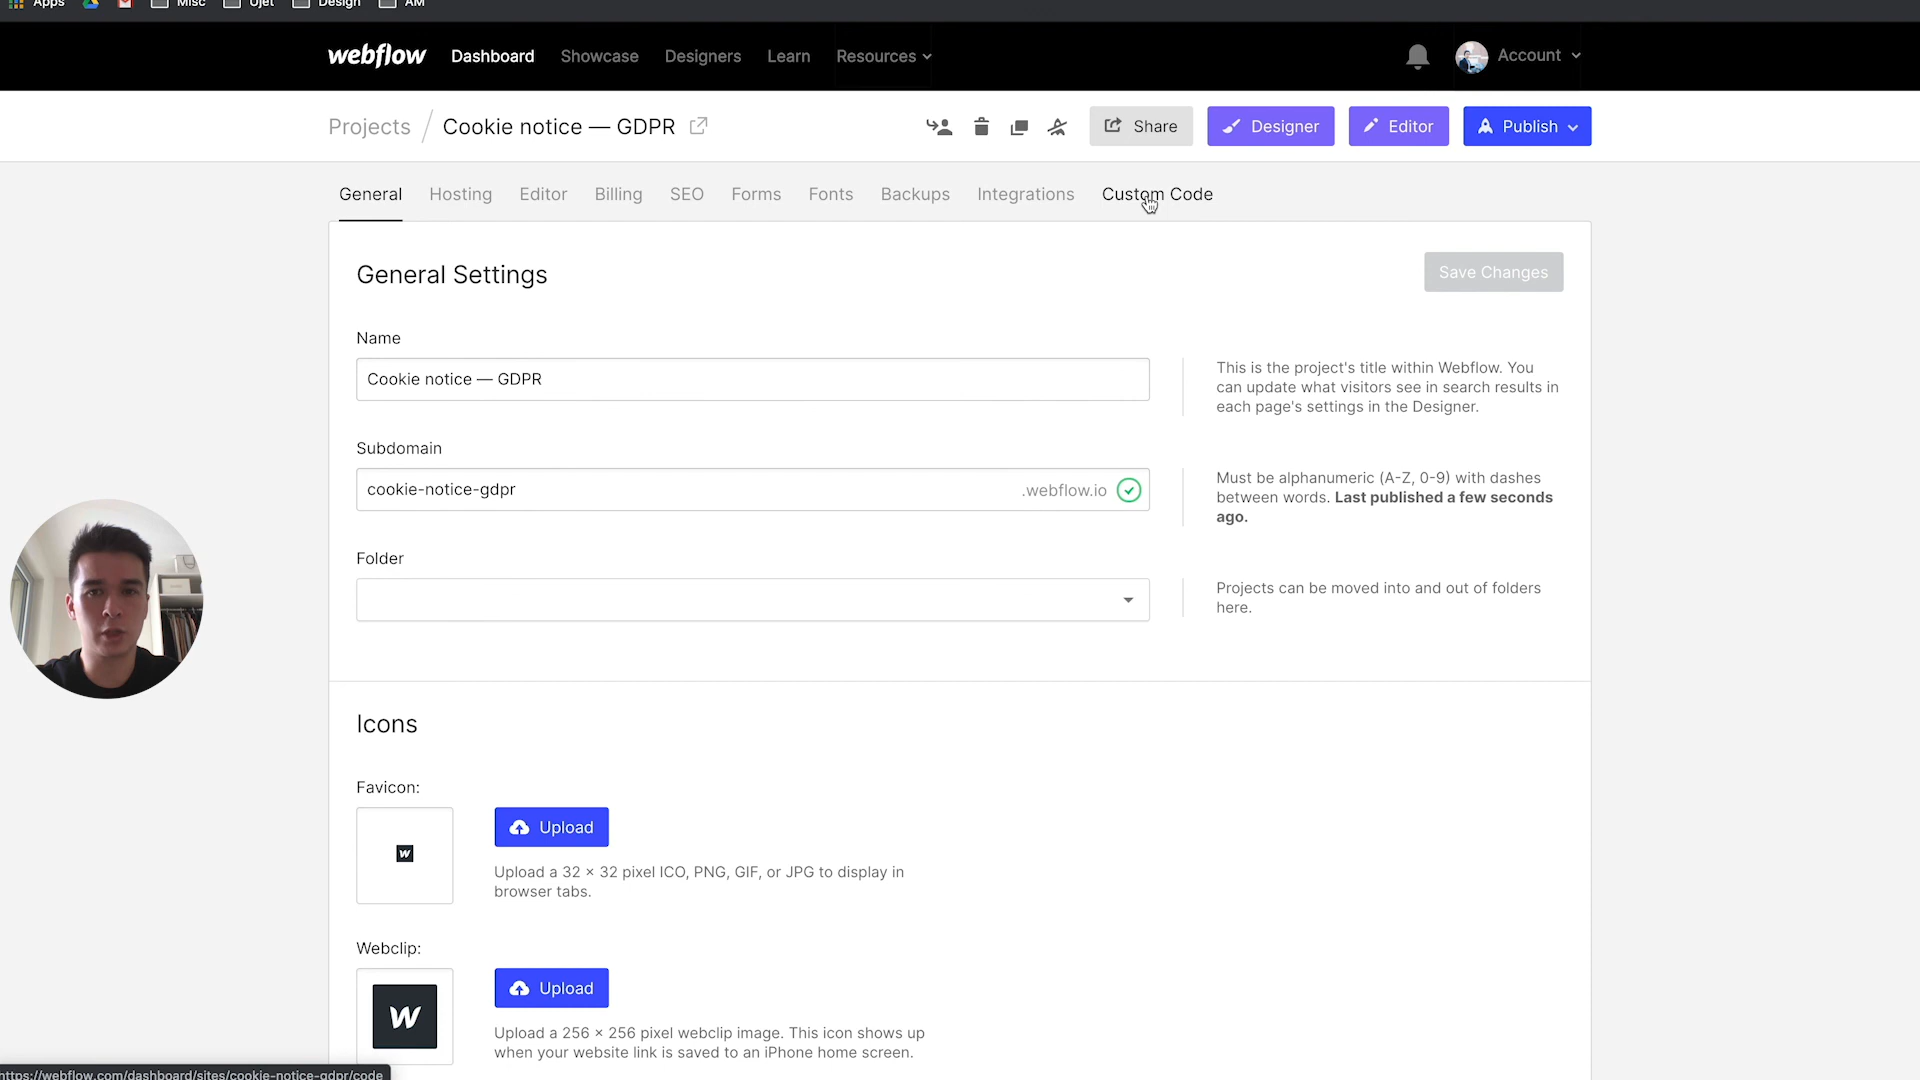 Apps Misc Ujet Design AM
webflow Dashboard Showcase Designers Learn Resources Account
Projects / Cookie notice — GDPR Share Designer Editor Publish
General Hosting Editor Billing SEO Forms Fonts Backups Integrations Custom Code
General Settings Save Changes
Name
Cookie notice — GDPR
This is the project's title within Webflow. You
can update what visitors see in search results in
each page's settings in the Designer.
Subdomain
cookie-notice-gdpr .webflow.io
Must be alphanumeric (A-Z, 0-9) with dashes
between words. Last published a few seconds
ago.
Folder
Projects can be moved into and out of folders
here.
Icons
Favicon:
W
Upload
Upload a 32 × 32 pixel ICO, PNG, GIF, or JPG to display in
browser tabs.
Webclip:
W
Upload
Upload a 256 × 256 pixel webclip image. This icon shows up
when your website link is saved to an iPhone home screen.
https://webflow.com/dashboard/sites/cookie-notice-gdpr/code